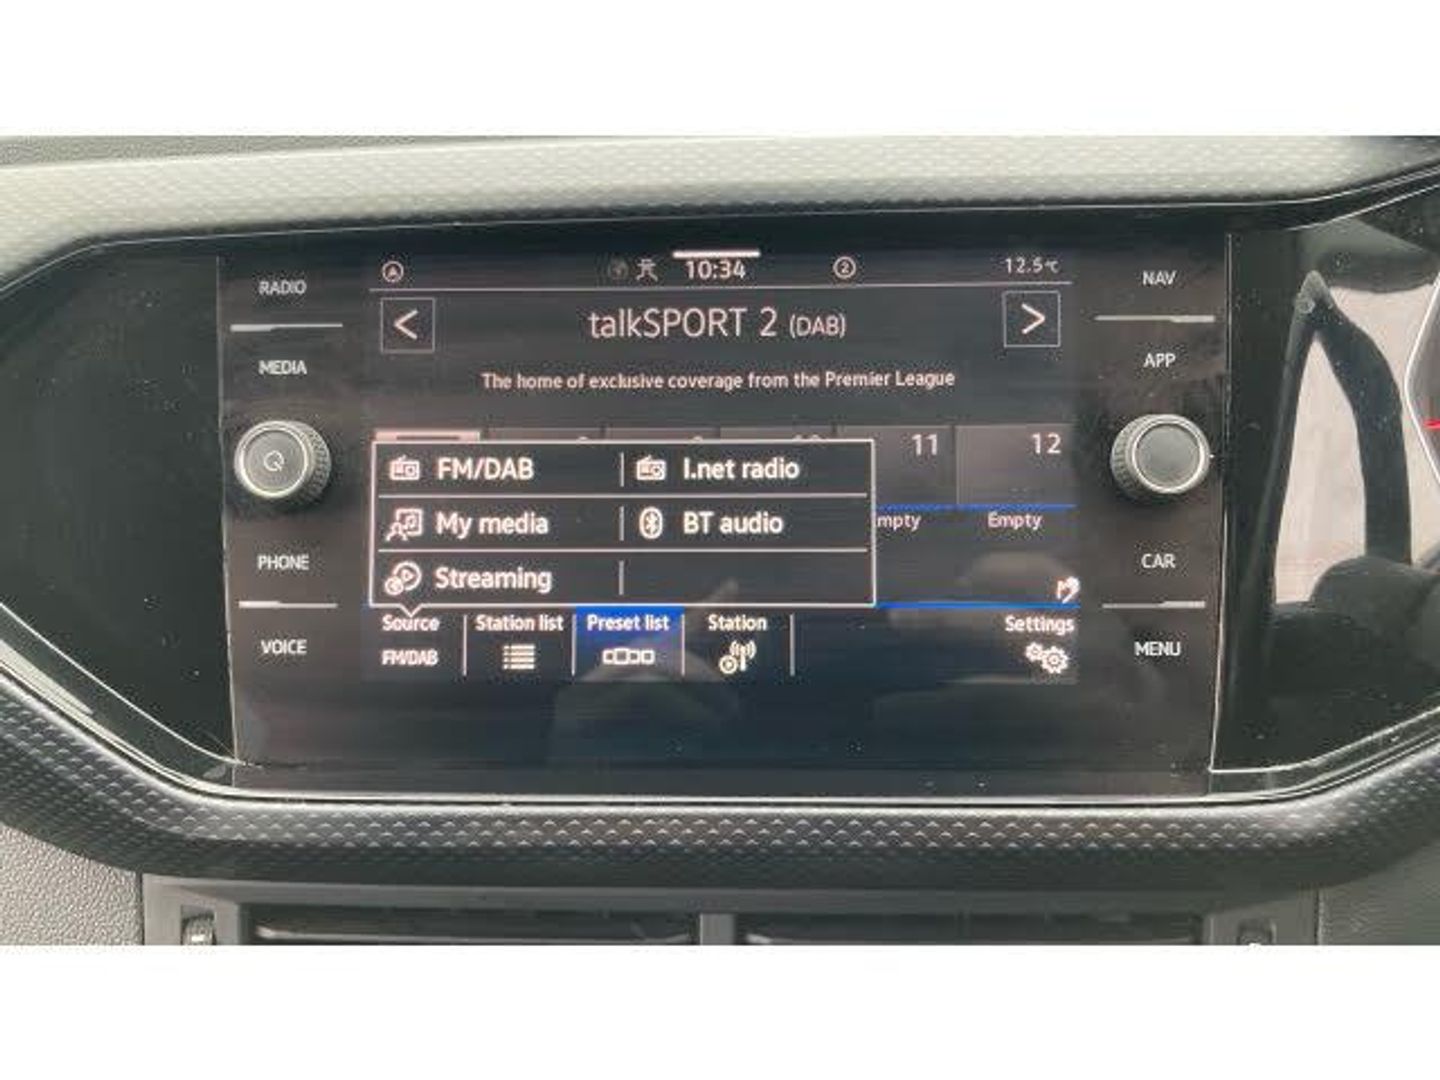 RADIO
MEDIA
PHONE
VOICE
10:34
2
12.5°C
talkSPORT 2 (DAB)
The home of exclusive coverage from the Premier League
11
12
FM/DAB
I.net radio
My media
BT audio
Streaming
mpty
Empty
Source
FM/DAB
Station list
Preset list
Station
Settings
NAV
APP
CAR
MENU